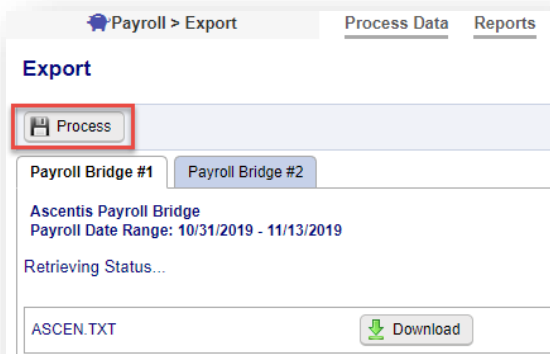 Payroll > Export Process Data Reports
Export
Process
Payroll Bridge #1 Payroll Bridge #2
Ascentis Payroll Bridge
Payroll Date Range: 10/31/2019 - 11/13/2019
Retrieving Status...
ASCEN.TXT Download